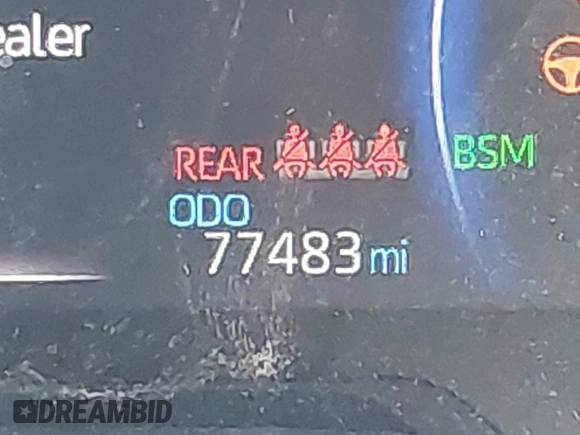 ealer
REAR
BSM
ODO
77483 mi
DREAMBID